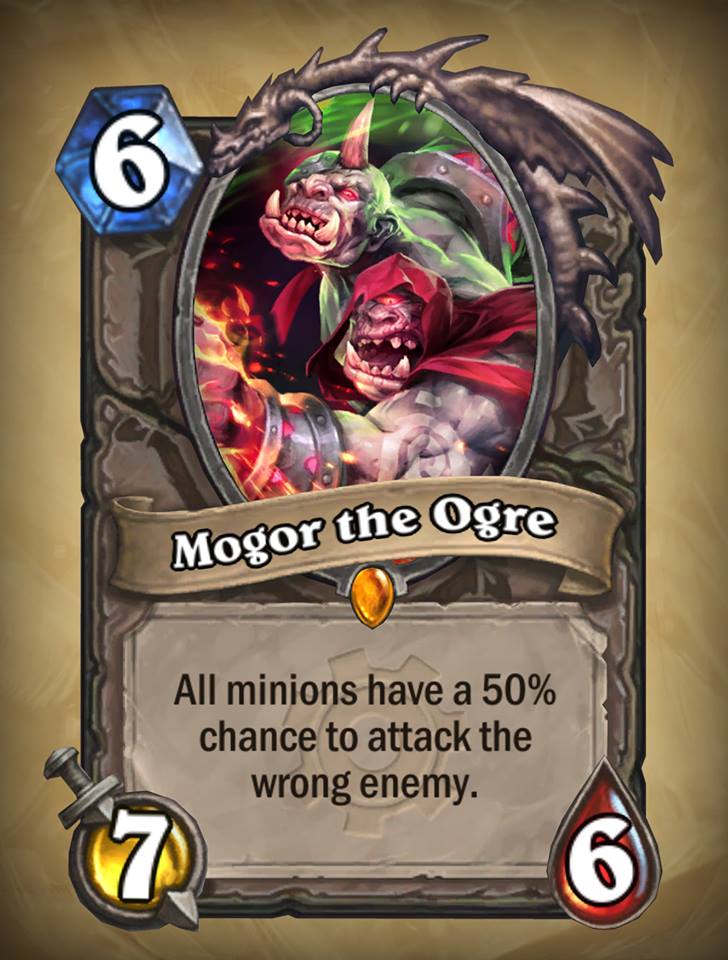 6
Mogor the Ogre
All minions have a 50%
chance to attack the
wrong enemy.
7
6